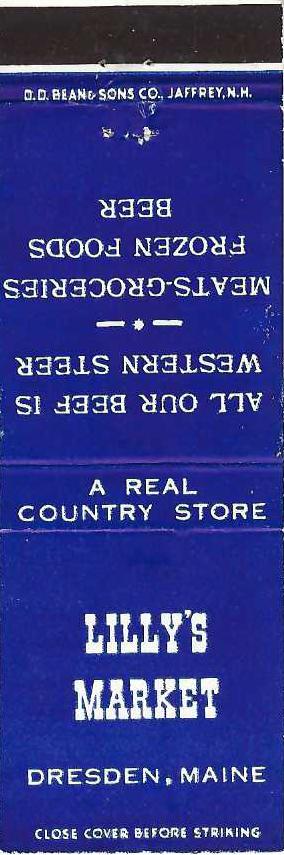 D.D. BEAN & SONS CO., JAFFREY, N.H.
ALL OUR BEEF IS
WESTERN STEER
MEATS-GROCERIES
FROZEN FOODS
BEER
A REAL
COUNTRY STORE
LILLY'S
MARKET
DRESDEN, MAINE
CLOSE COVER BEFORE STRIKING